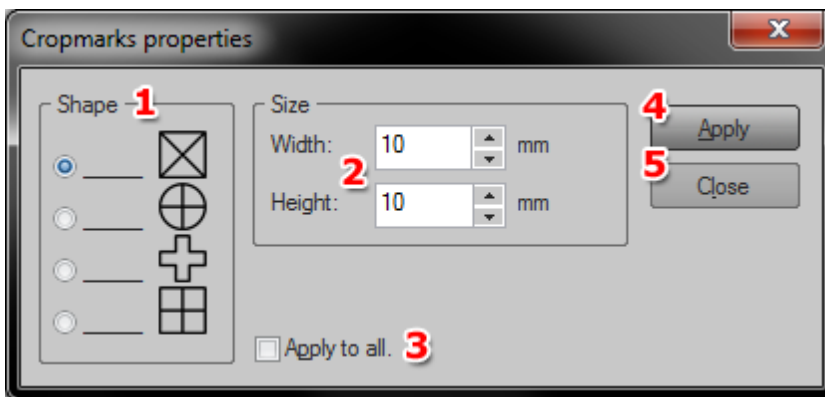 Cropmarks properties
Shape 1
Size
Width: 10 mm
2
Height: 10 mm
4 Apply
5 Close
Apply to all. 3